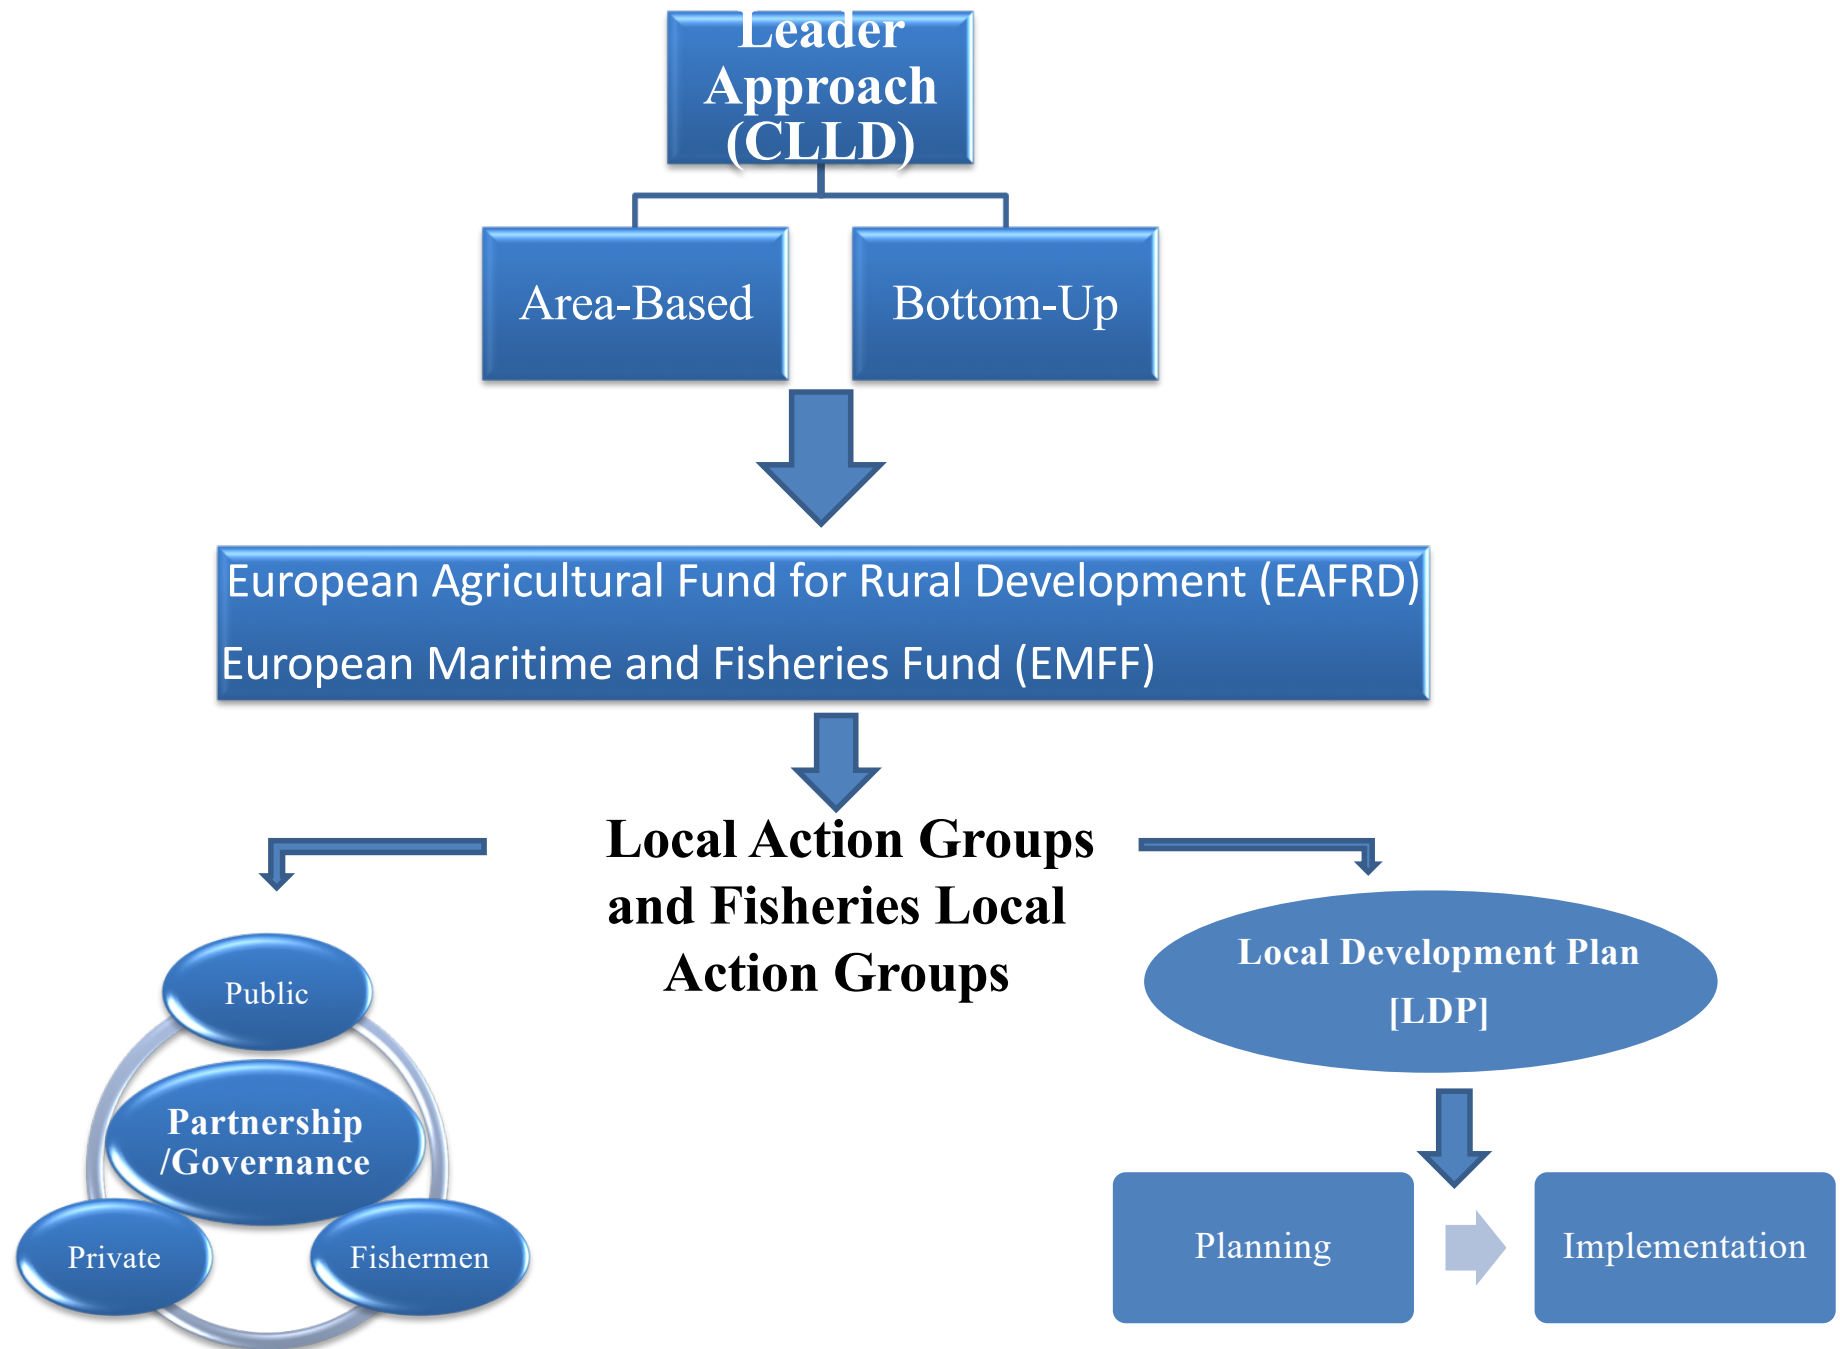 Leader
Approach
(CLLD)
Area-Based
Bottom-Up
European Agricultural Fund for Rural Development (EAFRD)
European Maritime and Fisheries Fund (EMFF)
Local Action Groups
and Fisheries Local
Action Groups
Public
Partnership
/Governance
Private
Fishermen
Local Development Plan
[LDP]
Planning
Implementation